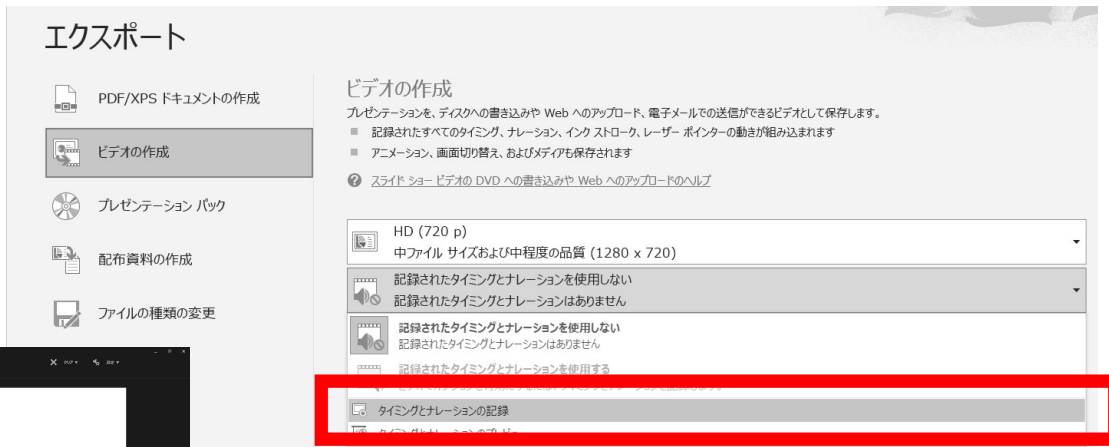 エクスポート
PDF/XPS ドキュメントの作成
ビデオの作成
プレゼンテーション パック
配布資料の作成
ファイルの種類の変更
ビデオの作成
プレゼンテーションを、ディスクへの書き込みや Web へのアップロード、電子メールでの送信ができるビデオとして保存します。
記録されたすべてのタイミング、ナレーション、インク ストローク、レーザー ポインターの動きが組み込まれます
アニメーション、画面切り替え、およびメディアも保存されます
スライド ショー ビデオの DVD への書き込みや Web へのアップロードのヘルプ
HD (720 p)
中ファイル サイズおよび中程度の品質 (1280 x 720)
記録されたタイミングとナレーションを使用しない
記録されたタイミングとナレーションはありません
記録されたタイミングとナレーションを使用しない
記録されたタイミングとナレーションはありません
記録されたタイミングとナレーションを使用する
タイミングとナレーションの記録